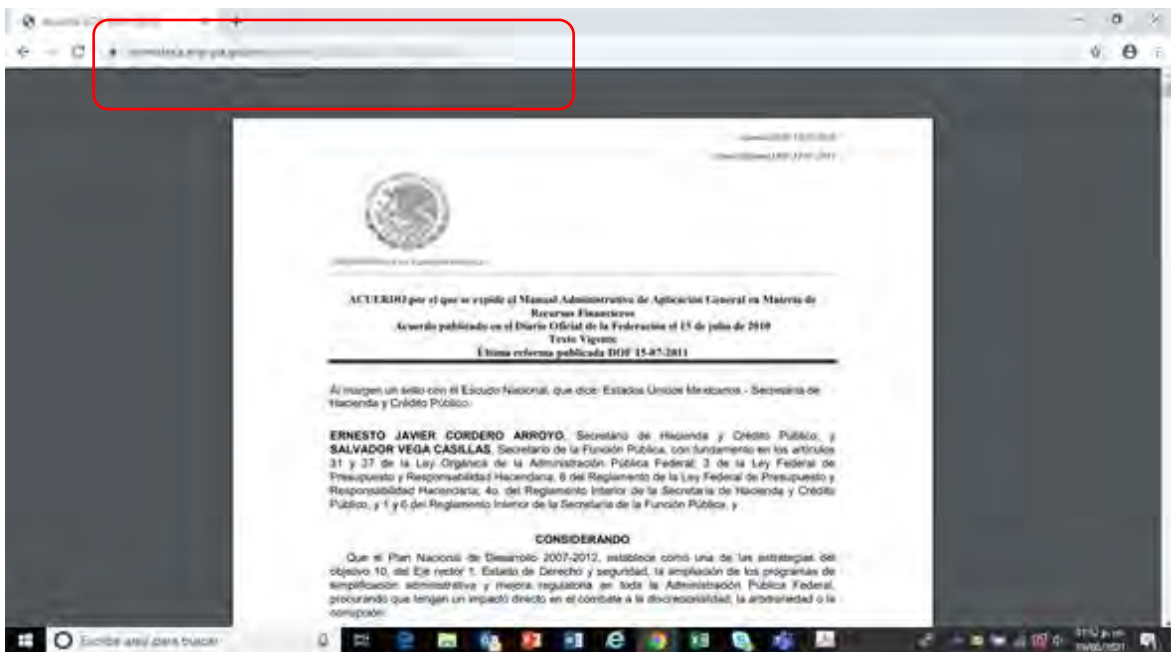 ACUERDO por el que se expide el Manual Administrativo de Aplicación General en Materia de
Recursos Financieros
Acuerdo publicado en el Diario Oficial de la Federación el 15 de julio de 2010
Texto Vigente
Última reforma publicada DOF 15-07-2011
Al margen un sello con el Escudo Nacional, que dice: Estados Unidos Mexicanos.- Secretaría de
Hacienda y Crédito Público.
ERNESTO JAVIER CORDERO ARROYO, Secretario de Hacienda y Crédito Público, y
SALVADOR VEGA CASILLAS, Secretario de la Función Pública, con fundamento en los artículos
31 y 37 de la Ley Orgánica de la Administración Pública Federal; 3 de la Ley Federal de
Presupuesto y Responsabilidad Hacendaria; 6 del Reglamento de la Ley Federal de Presupuesto y
Responsabilidad Hacendaria; 4o. del Reglamento Interior de la Secretaría de Hacienda y Crédito
Público, y 1 y 6 del Reglamento Interior de la Secretaría de la Función Pública, y
CONSIDERANDO
Que el Plan Nacional de Desarrollo 2007-2012, establece como una de las estrategias del
objetivo 10, del Eje rector 1. Estado de Derecho y seguridad, la ampliación de los programas de
simplificación administrativa y mejora regulatoria en toda la Administración Pública Federal,
procurando que tengan un impacto directo en el combate a la discrecionalidad, la arbitrariedad o la
corrupción;
Escribe aquí para buscar